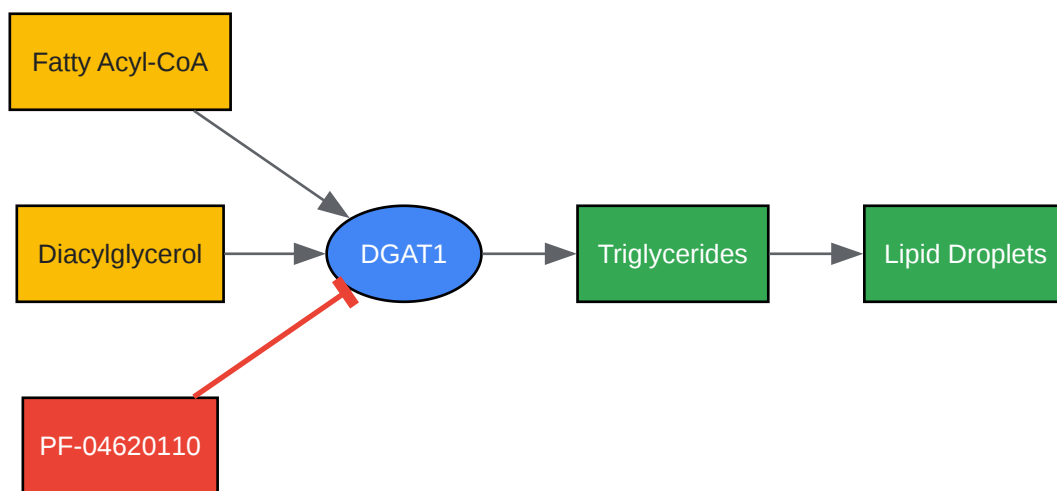 Fatty Acyl-CoA
Diacylglycerol
DGAT1
Triglycerides
Lipid Droplets
PF-04620110